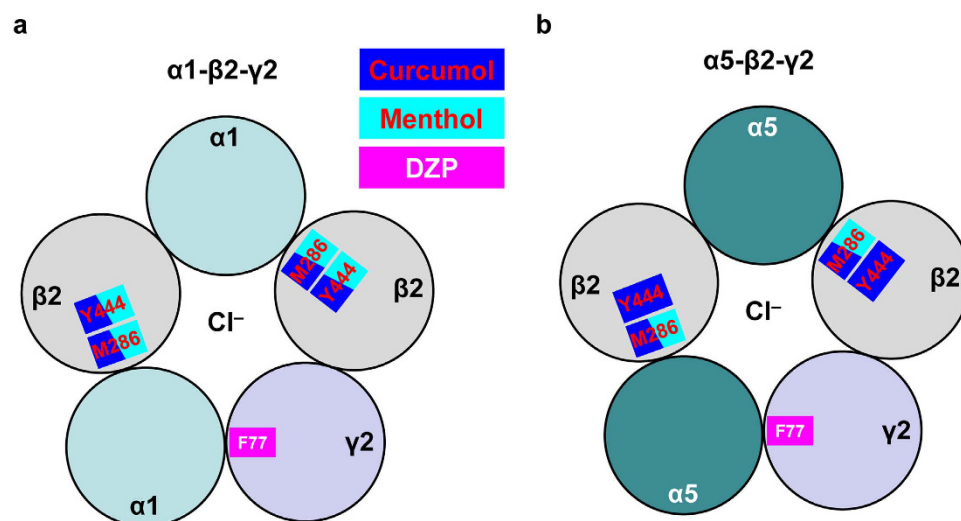 a
α1-β2-γ2
Curcumol
Menthol
DZP
α1
β2
Y444
M286
M286
Y444
β2
Cl⁻
F77
γ2
α1
b
α5-β2-γ2
α5
β2
Y444
M286
M286
Y444
β2
Cl⁻
F77
γ2
α5